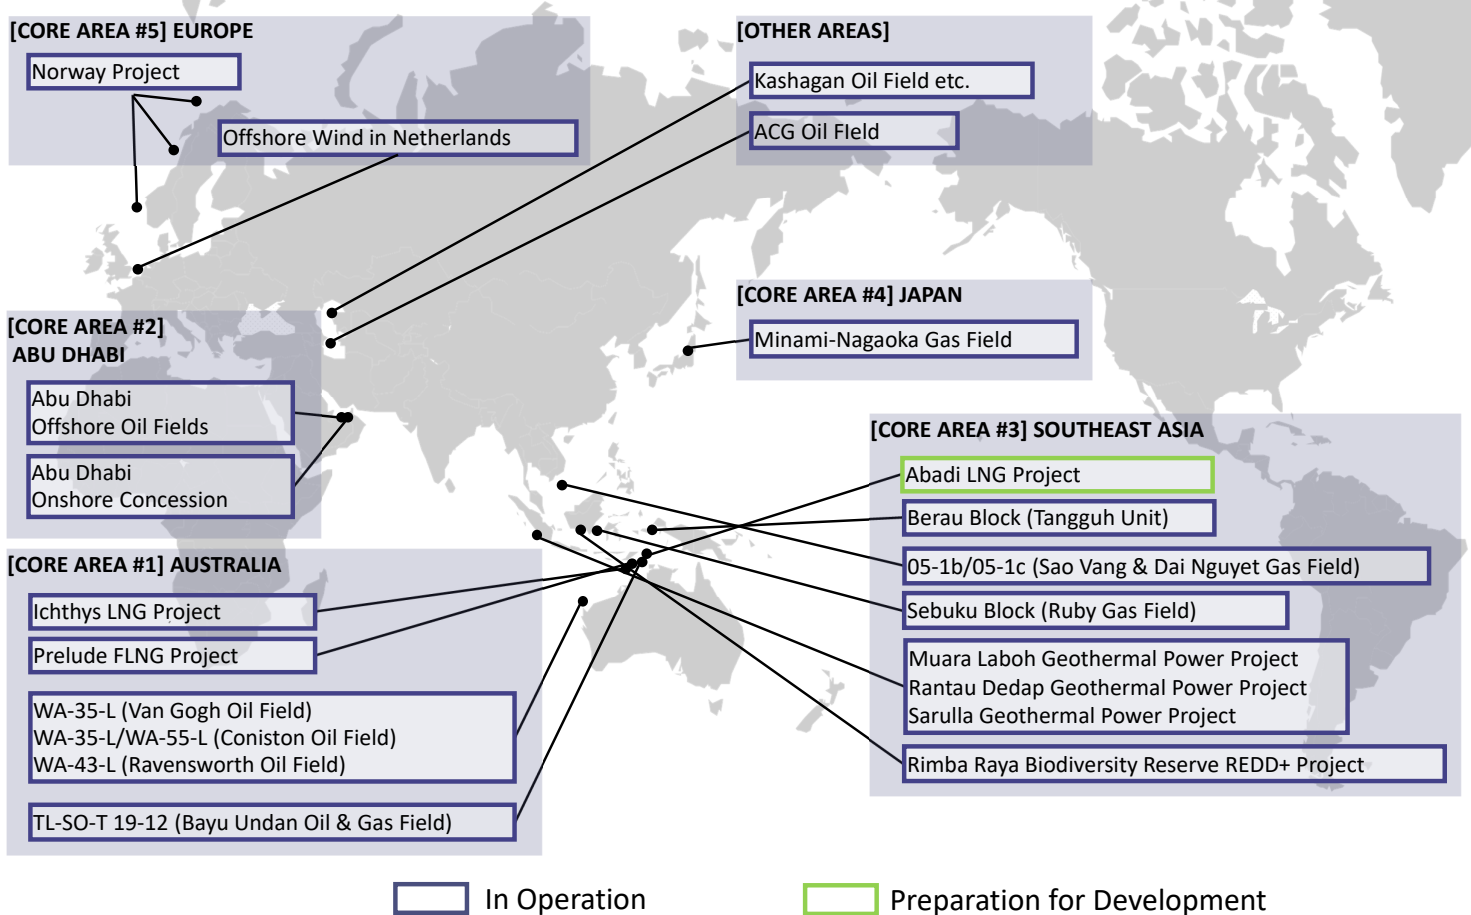 [CORE AREA #5] EUROPE
Norway Project
Offshore Wind in Netherlands
[OTHER AREAS]
Kashagan Oil Field etc.
ACG Oil FIeld
[CORE AREA #4] JAPAN
Minami-Nagaoka Gas Field
[CORE AREA #2]
ABU DHABI
Abu Dhabi
Offshore Oil Fields
Abu Dhabi
Onshore Concession
[CORE AREA #3] SOUTHEAST ASIA
Abadi LNG Project
Berau Block (Tangguh Unit)
05-1b/05-1c (Sao Vang & Dai Nguyet Gas Field)
Sebuku Block (Ruby Gas Field)
Muara Laboh Geothermal Power Project
Rantau Dedap Geothermal Power Project
Sarulla Geothermal Power Project
Rimba Raya Biodiversity Reserve REDD+ Project
[CORE AREA #1] AUSTRALIA
Ichthys LNG Project
Prelude FLNG Project
WA-35-L (Van Gogh Oil Field)
WA-35-L/WA-55-L (Coniston Oil Field)
WA-43-L (Ravensworth Oil Field)
TL-SO-T 19-12 (Bayu Undan Oil & Gas Field)
In Operation
Preparation for Development